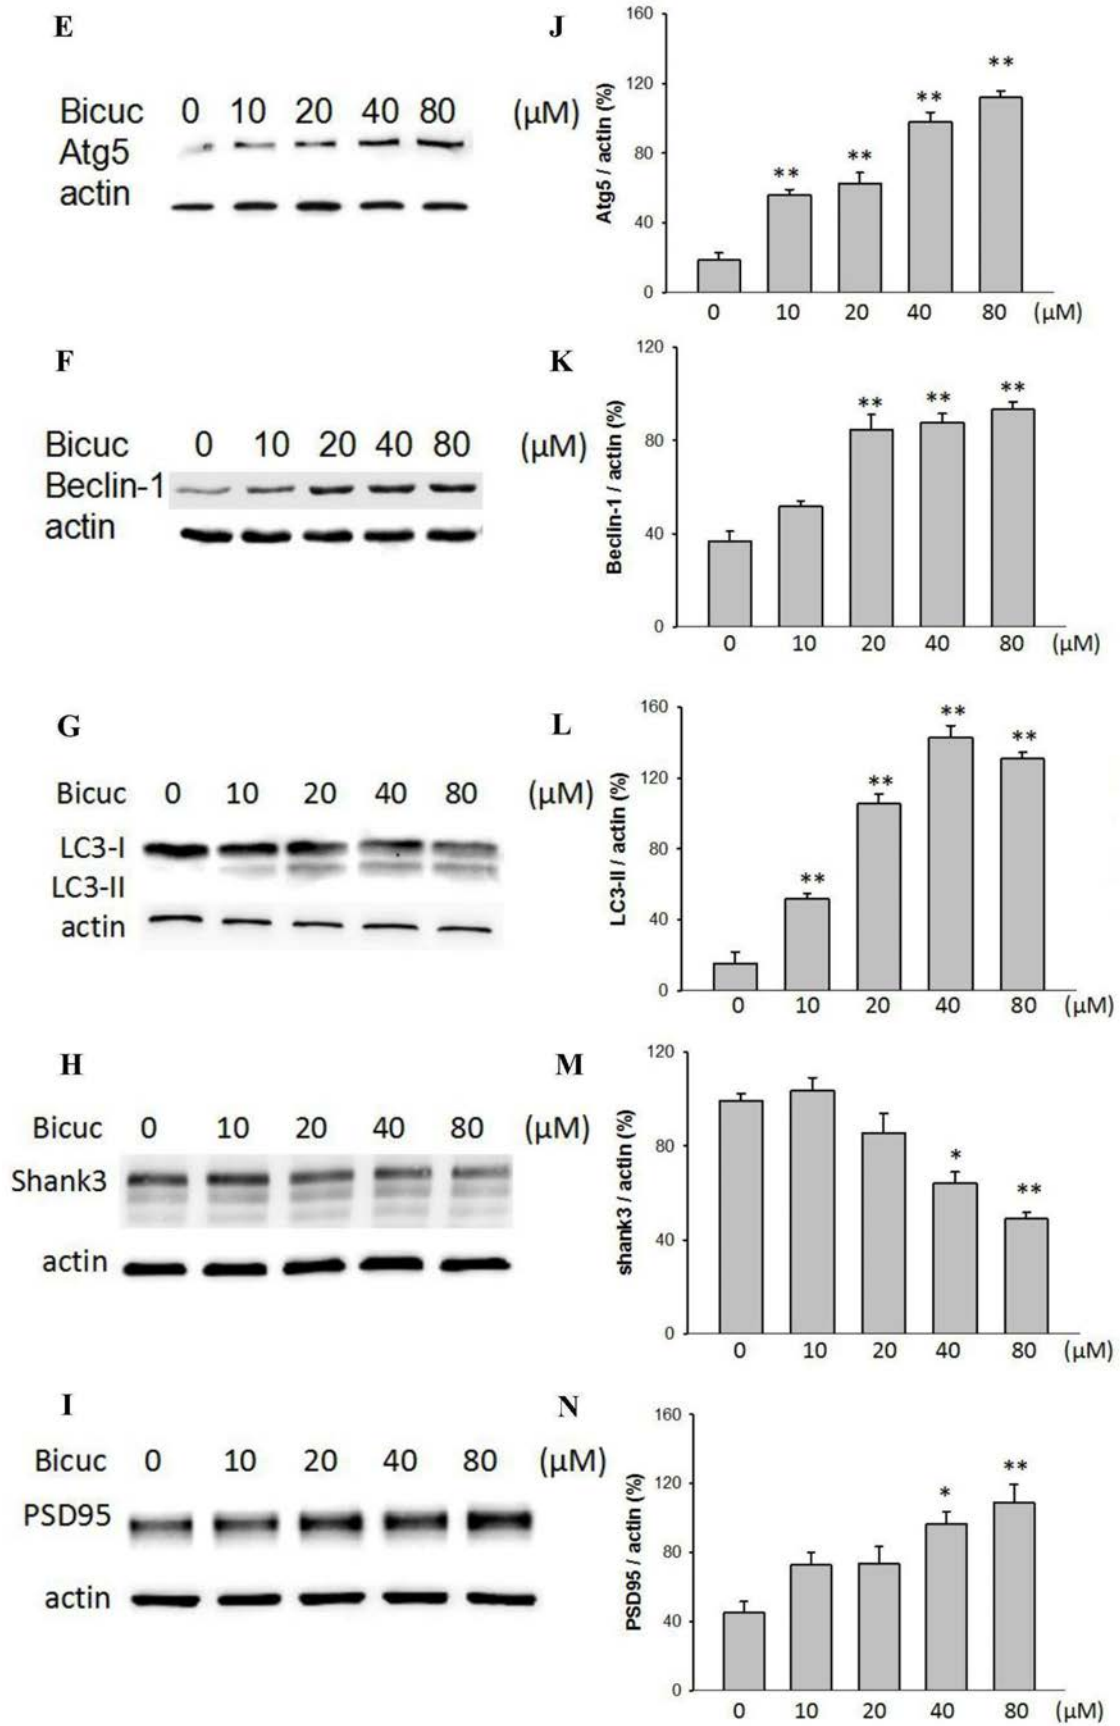 E
Bicuc 0 10 20 40 80 (μM)
Atg5
actin
J
160
120
80
40
0
Atg5 / actin (%)
** ** ** **
0 10 20 40 80 (μM)
F
Bicuc 0 10 20 40 80 (μM)
Beclin-1
actin
K
120
80
40
0
Beclin-1 / actin (%)
** ** **
0 10 20 40 80 (μM)
G
Bicuc 0 10 20 40 80 (μM)
LC3-I
LC3-II
actin
L
160
120
80
40
0
LC3-II / actin (%)
** ** ** **
0 10 20 40 80 (μM)
H
Bicuc 0 10 20 40 80 (μM)
Shank3
actin
M
120
80
40
0
shank3 / actin (%)
* **
0 10 20 40 80 (μM)
I
Bicuc 0 10 20 40 80 (μM)
PSD95
actin
N
160
120
80
40
0
PSD95 / actin (%)
* **
0 10 20 40 80 (μM)